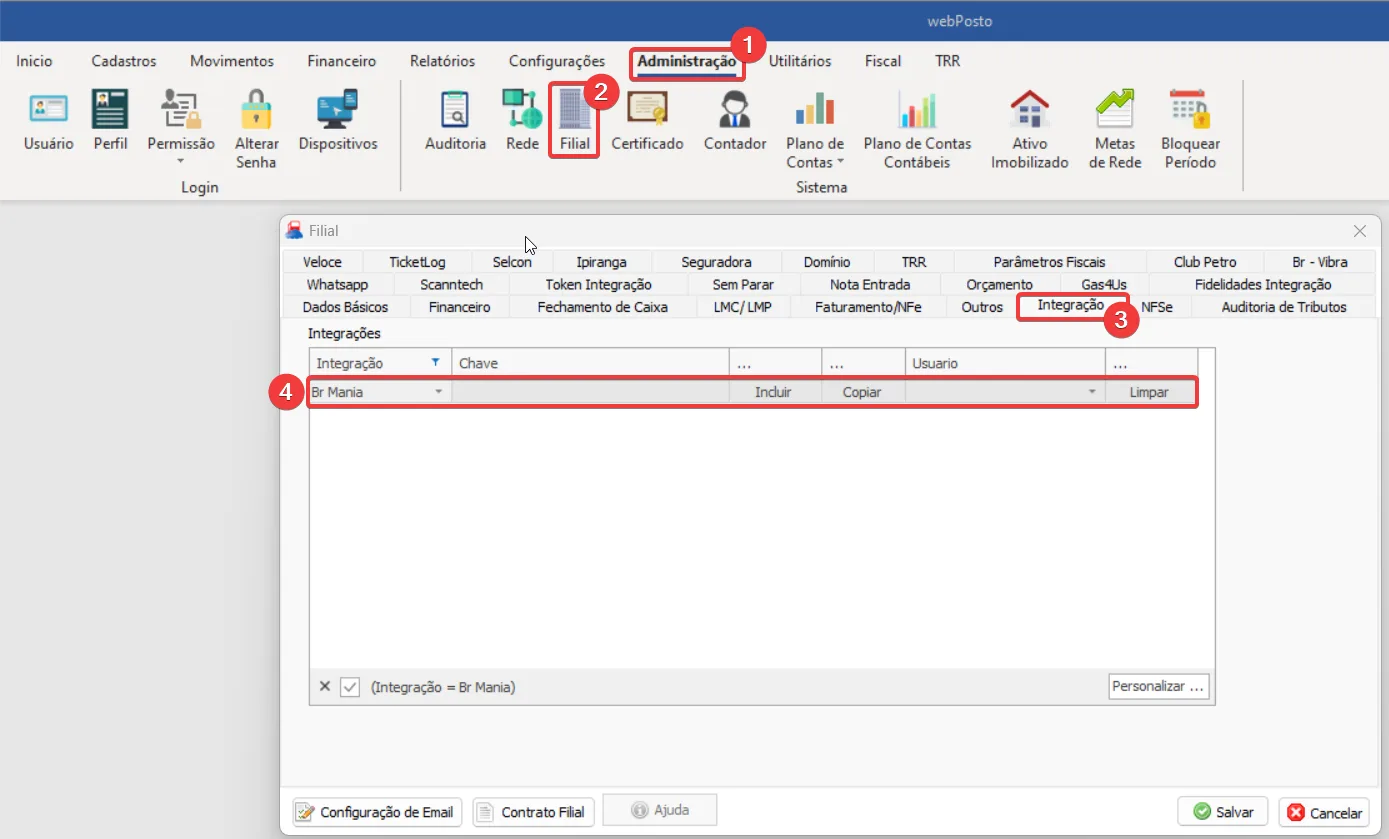 webPosto
Inicio Cadastros Movimentos Financeiro Relatórios Configurações Administração Utilitários Fiscal TRR
1
2
Usuário Perfil Permissão Alterar Senha Dispositivos
Login
Auditoria Rede Filial Certificado Contador Plano de Contas Plano de Contas Contábeis Ativo Imobilizado Metas de Rede Bloquear Período
Sistema
Filial
Veloce TicketLog Selcon Ipiranga Seguradora Domínio TRR Parâmetros Fiscais Club Petro Br - Vibra
Whatsapp Scanntech Token Integração Sem Parar Nota Entrada Orçamento Gas4Us Fidelidades Integração
Dados Básicos Financeiro Fechamento de Caixa LMC/ LMP Faturamento/NFe Outros Integração NFSe Auditoria de Tributos
3
Integrações
Integração Chave ... ... Usuario ...
4
Br Mania Incluir Copiar Limpar
(Integração = Br Mania) Personalizar ...
Configuração de Email Contrato Filial Ajuda Salvar Cancelar